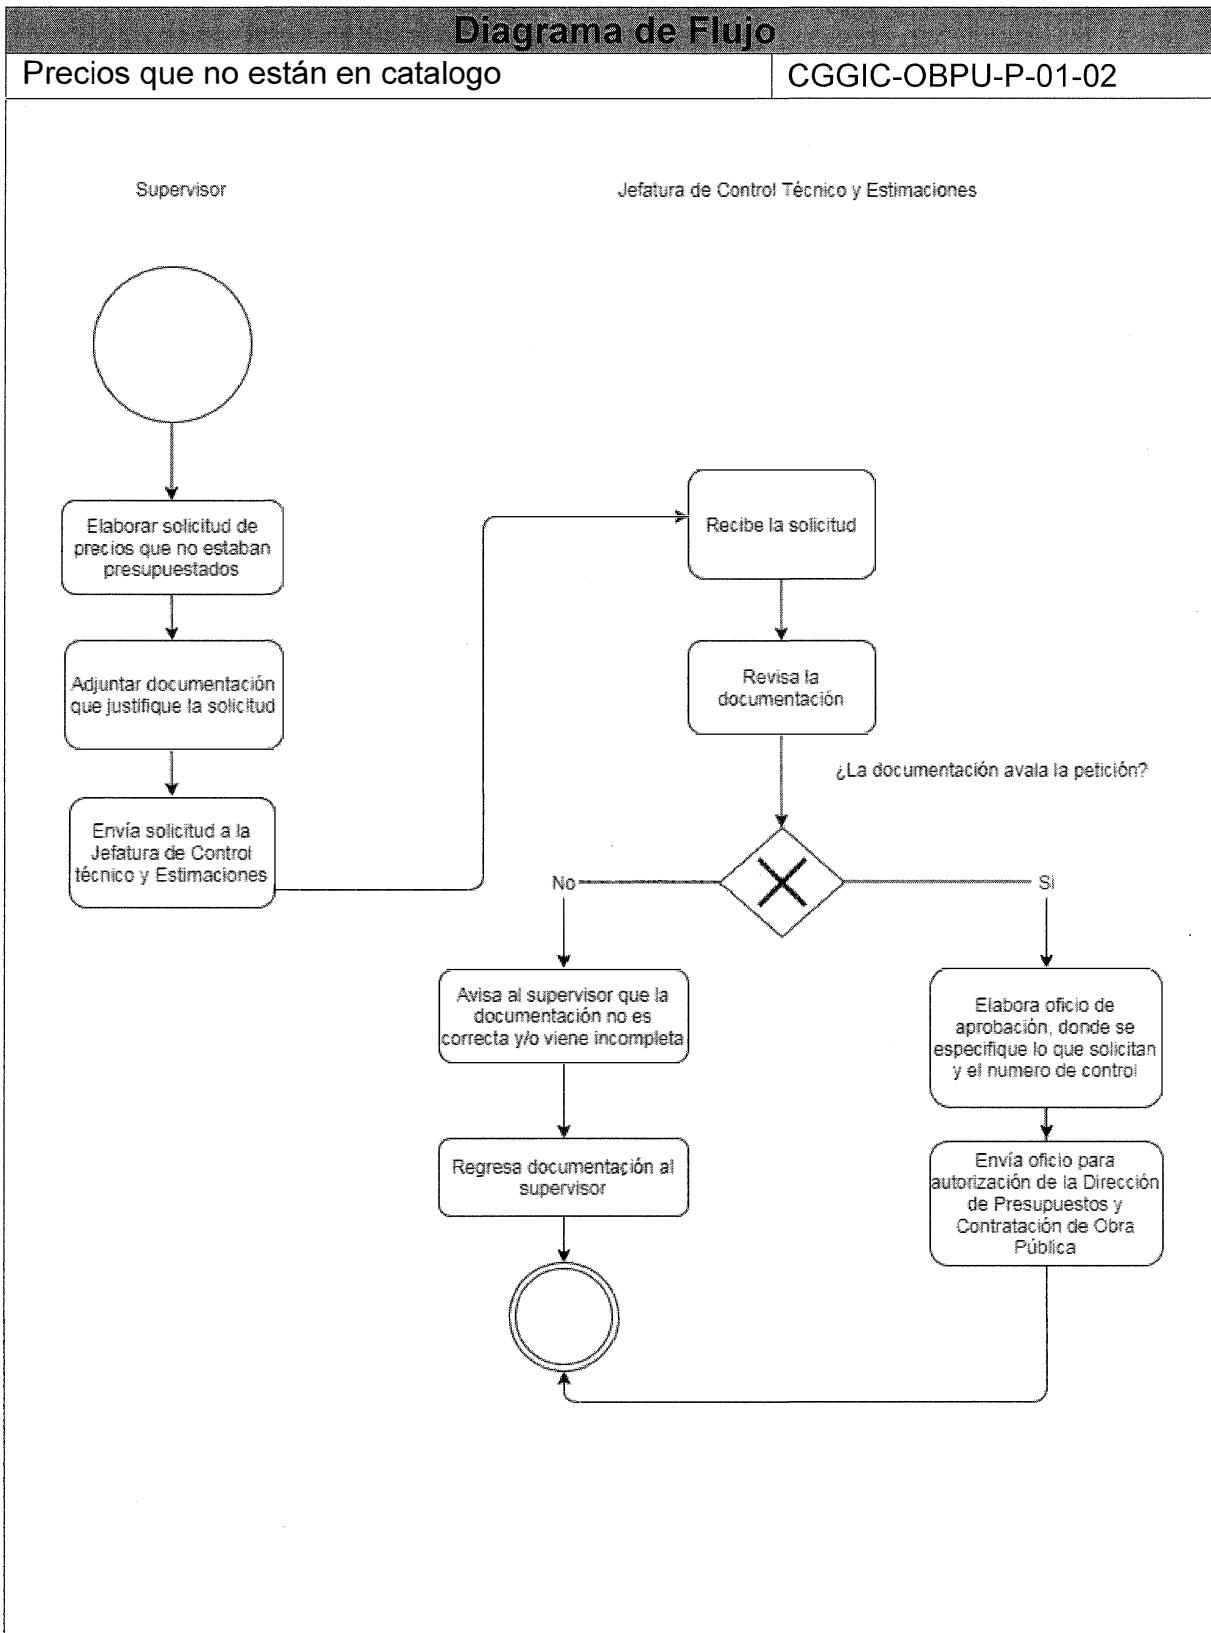 Diagrama de Flujo
Precios que no están en catalogo
CGGIC-OBPU-P-01-02
Supervisor
Jefatura de Control Técnico y Estimaciones
Elaborar solicitud de
precios que no estaban
presupuestados
Adjuntar documentación
que justifique la solicitud
Envía solicitud a la
Jefatura de Control
técnico y Estimaciones
Recibe la solicitud
Revisa la
documentación
¿La documentación avala la petición?
No
Si
Avisa al supervisor que la
documentación no es
correcta y/o viene incompleta
Regresa documentación al
supervisor
Elabora oficio de
aprobación, donde se
especifique lo que solicitan
y el numero de control
Envía oficio para
autorización de la Dirección
de Presupuestos y
Contratación de Obra
Pública